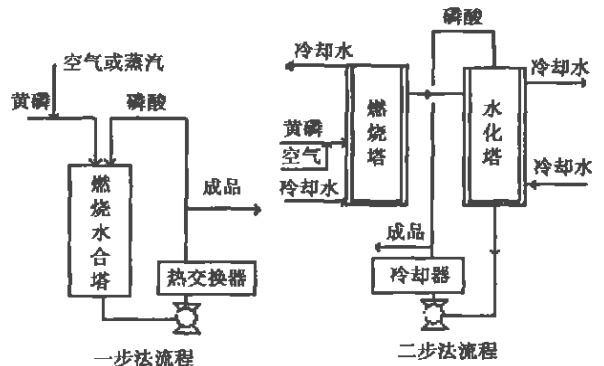 空气或蒸汽
黄磷
磷酸
燃烧水合塔
成品
热交换器
一步法流程
磷酸
冷却水
燃烧塔
水化塔
冷却水
黄磷
空气
冷却水
冷却水
成品
冷却器
二步法流程